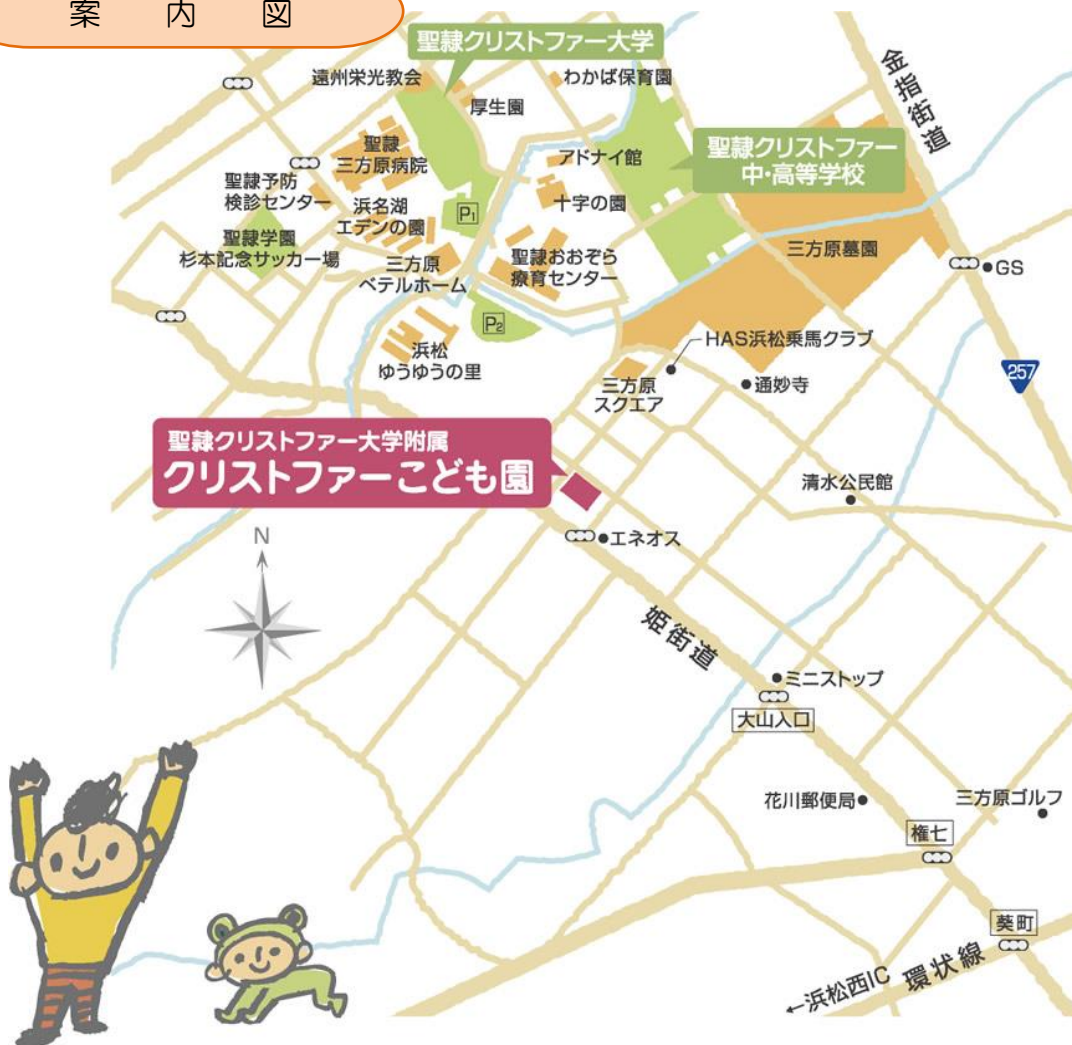 案　内　図
聖隷クリストファー大学
遠州栄光教会
わかば保育園
厚生園
金指街道
聖隷
三方原病院
アドナイ館
聖隷クリストファー
中・高等学校
聖隷予防
検診センター
浜名湖
エデンの園
P1
十字の園
聖隷学園
杉本記念サッカー場
三方原
ベテルホーム
聖隷おおぞら
療育センター
三方原墓園
GS
P2
浜松
ゆうゆうの里
HAS浜松乗馬クラブ
三方原
スクエア
通妙寺
257
聖隷クリストファー大学附属
クリストファーこども園
清水公民館
エネオス
N
姫街道
ミニストップ
大山入口
花川郵便局
三方原ゴルフ
権七
葵町
←浜松西IC
環状線